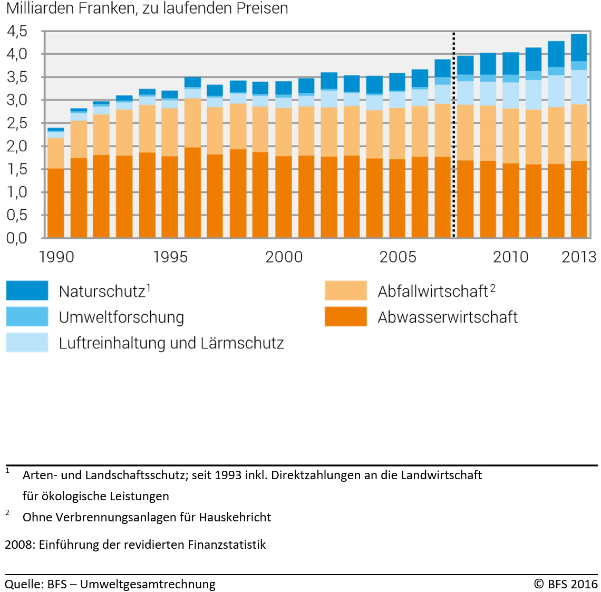 Milliarden Franken, zu laufenden Preisen
4,5
4,0
3,5
3,0
2,5
2,0
1,5
1,0
0,5
0,0
1990 1995 2000 2005 2010 2013
Naturschutz1 Abfallwirtschaft2
Umweltforschung Abwasserwirtschaft
Luftreinhaltung und Lärmschutz
1 Arten- und Landschaftsschutz; seit 1993 inkl. Direktzahlungen an die Landwirtschaft
für ökologische Leistungen
2 Ohne Verbrennungsanlagen für Hauskehricht
2008: Einführung der revidierten Finanzstatistik
Quelle: BFS – Umweltgesamtrechnung © BFS 2016